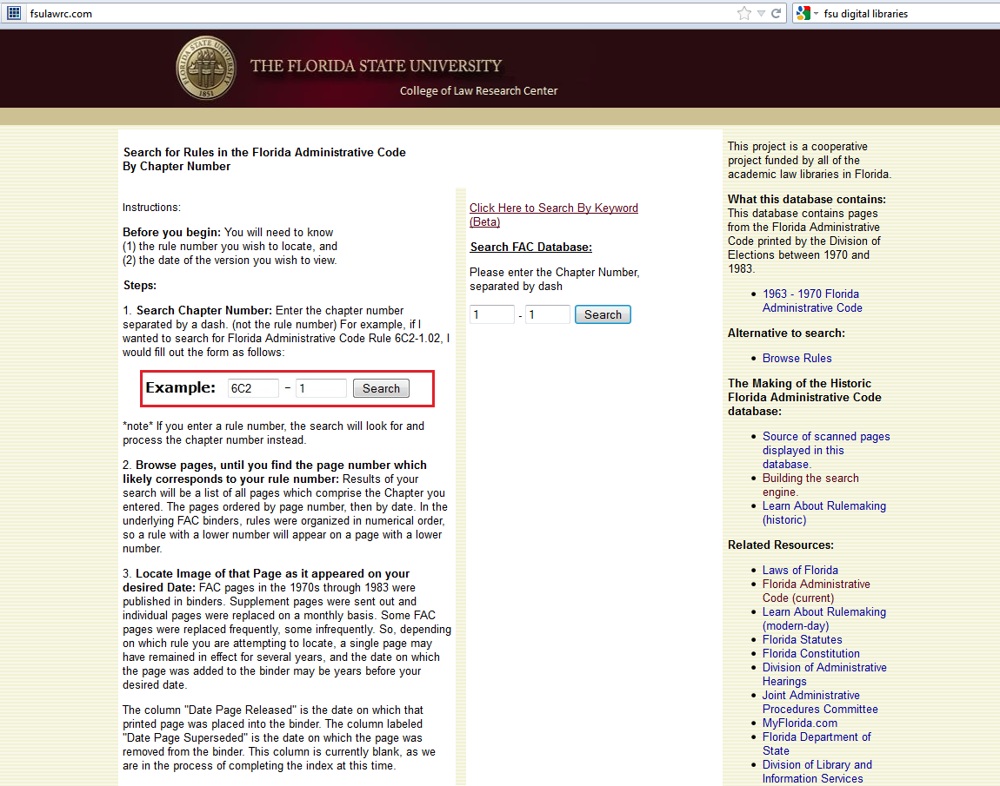 fsulawrc.com
fsu digital libraries
FLORIDA STATE UNIVERSITY
1851
THE FLORIDA STATE UNIVERSITY
College of Law Research Center
Search for Rules in the Florida Administrative Code
By Chapter Number
Instructions:
Before you begin: You will need to know
(1) the rule number you wish to locate, and
(2) the date of the version you wish to view.
Steps:
1. Search Chapter Number: Enter the chapter number
separated by a dash. (not the rule number) For example, if I
wanted to search for Florida Administrative Code Rule 6C2-1.02, I
would fill out the form as follows:
Example: 6C2 - 1 Search
*note* If you enter a rule number, the search will look for and
process the chapter number instead.
2. Browse pages, until you find the page number which
likely corresponds to your rule number: Results of your
search will be a list of all pages which comprise the Chapter you
entered. The pages ordered by page number, then by date. In the
underlying FAC binders, rules were organized in numerical order,
so a rule with a lower number will appear on a page with a lower
number.
3. Locate Image of that Page as it appeared on your
desired Date: FAC pages in the 1970s through 1983 were
published in binders. Supplement pages were sent out and
individual pages were replaced on a monthly basis. Some FAC
pages were replaced frequently, some infrequently. So, depending
on which rule you are attempting to locate, a single page may
have remained in effect for several years, and the date on which
the page was added to the binder may be years before your
desired date.
The column "Date Page Released" is the date on which that
printed page was placed into the binder. The column labeled
"Date Page Superseded" is the date on which the page was
removed from the binder. This column is currently blank, as we
are in the process of completing the index at this time.
Click Here to Search By Keyword
(Beta)
Search FAC Database:
Please enter the Chapter Number,
separated by dash
1 - 1 Search
This project is a cooperative
project funded by all of the
academic law libraries in Florida.
What this database contains:
This database contains pages
from the Florida Administrative
Code printed by the Division of
Elections between 1970 and
1983.
1963 - 1970 Florida
Administrative Code
Alternative to search:
Browse Rules
The Making of the Historic
Florida Administrative Code
database:
Source of scanned pages
displayed in this
database.
Building the search
engine.
Learn About Rulemaking
(historic)
Related Resources:
Laws of Florida
Florida Administrative
Code (current)
Learn About Rulemaking
(modern-day)
Florida Statutes
Florida Constitution
Division of Administrative
Hearings
Joint Administrative
Procedures Committee
MyFlorida.com
Florida Department of
State
Division of Library and
Information Services